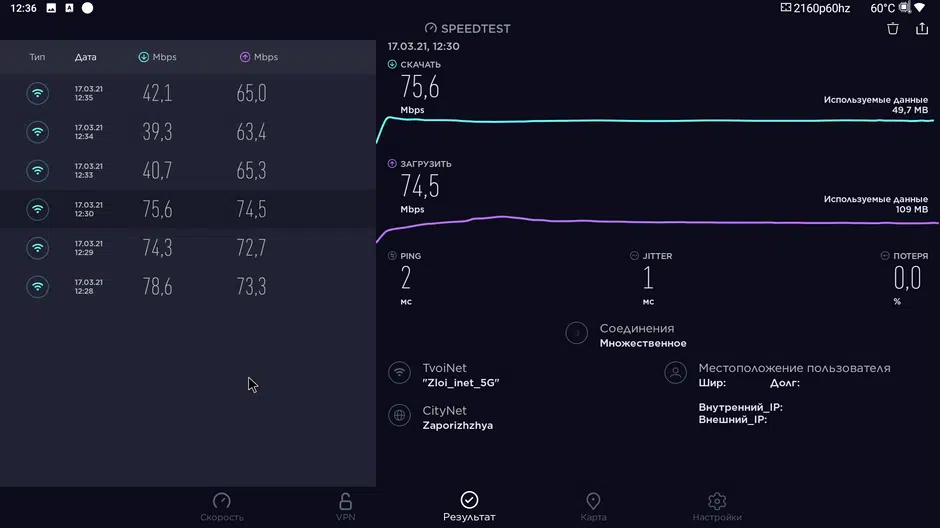 12:36
2160p60hz
60°C
SPEEDTEST
Тип Дата Mbps Mbps
17.03.21
12:35
42,1 65,0
17.03.21
12:34
39,3 63,4
17.03.21
12:33
40,7 65,3
17.03.21
12:30
75,6 74,5
17.03.21
12:29
74,3 72,7
17.03.21
12:28
78,6 73,3
17.03.21, 12:30
СКАЧАТЬ
75,6
Mbps
Используемые данные
49,7 MB
ЗАГРУЗИТЬ
74,5
Mbps
Используемые данные
109 MB
PING
2
мс
JITTER
1
мс
ПОТЕРЯ
0,0
%
Соединения
Множественное
TvoiNet
"Zloi_inet_5G"
CityNet
Zaporizhzhya
Местоположение пользователя
Шир: Долг:
Внутренний_IP:
Внешний_IP:
Скорость
VPN
Результат
Карта
Настройки